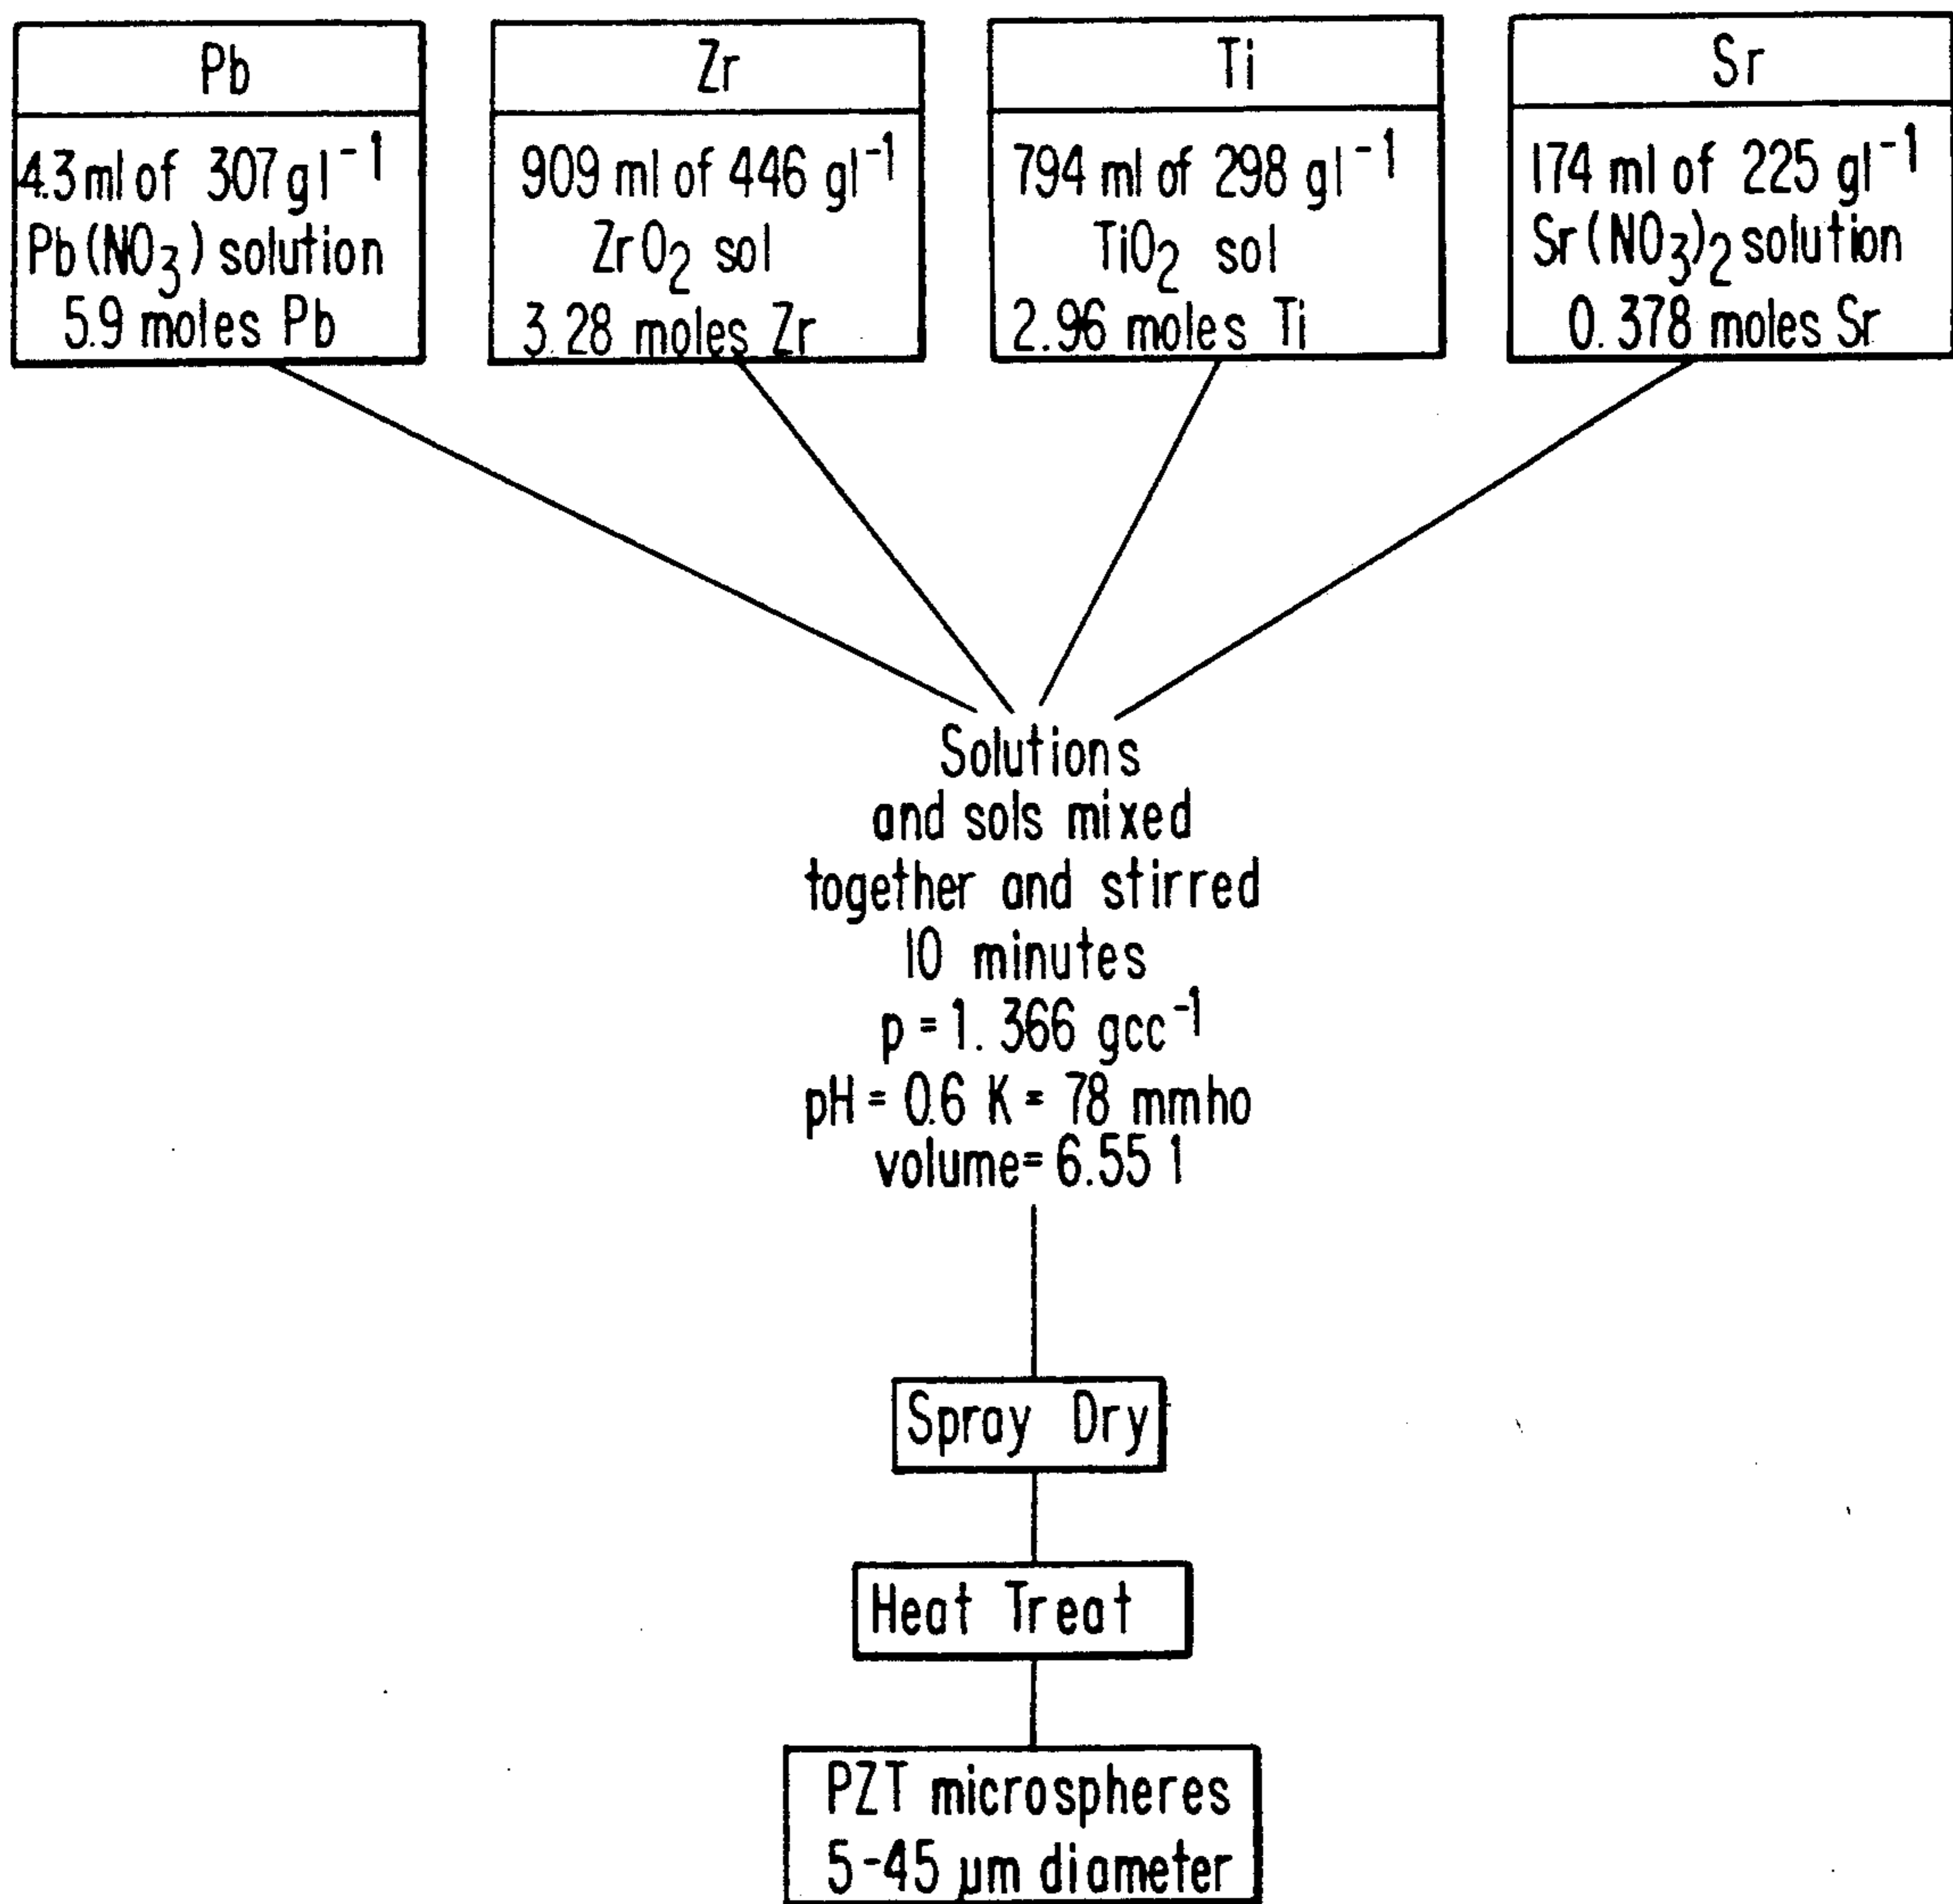 Pb
4.3 ml of 307 gl⁻¹
Pb(NO₃) solution
5.9 moles Pb
Zr
909 ml of 446 gl⁻¹
ZrO₂ sol
3.28 moles Zr
Ti
794 ml of 298 gl⁻¹
TiO₂ sol
2.96 moles Ti
Sr
174 ml of 225 gl⁻¹
Sr(NO₃)₂ solution
0.378 moles Sr
Solutions
and sols mixed
together and stirred
10 minutes
p = 1.366 gcc⁻¹
pH = 0.6 K = 78 mmho
volume = 6.55 l
Spray Dry
Heat Treat
PZT microspheres
5-45 µm diameter